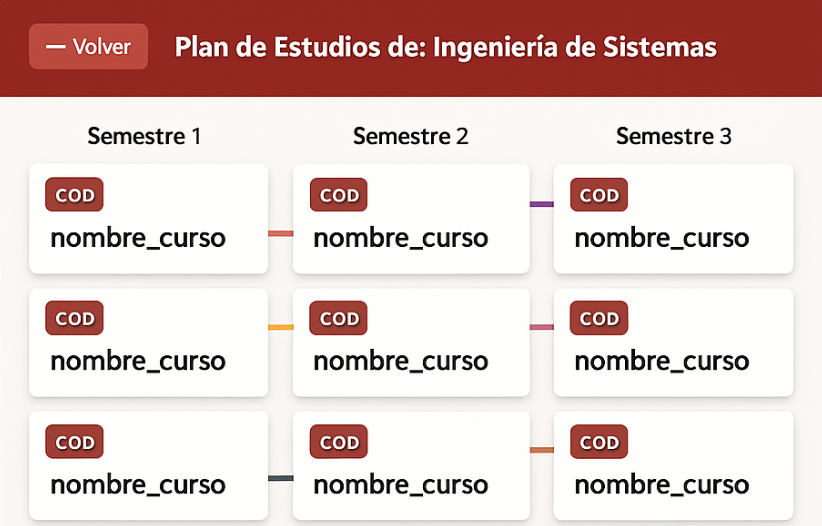 — Volver
Plan de Estudios de: Ingeniería de Sistemas
Semestre 1
Semestre 2
Semestre 3
COD
nombre_curso
COD
nombre_curso
COD
nombre_curso
COD
nombre_curso
COD
nombre_curso
COD
nombre_curso
COD
nombre_curso
COD
nombre_curso
COD
nombre_curso